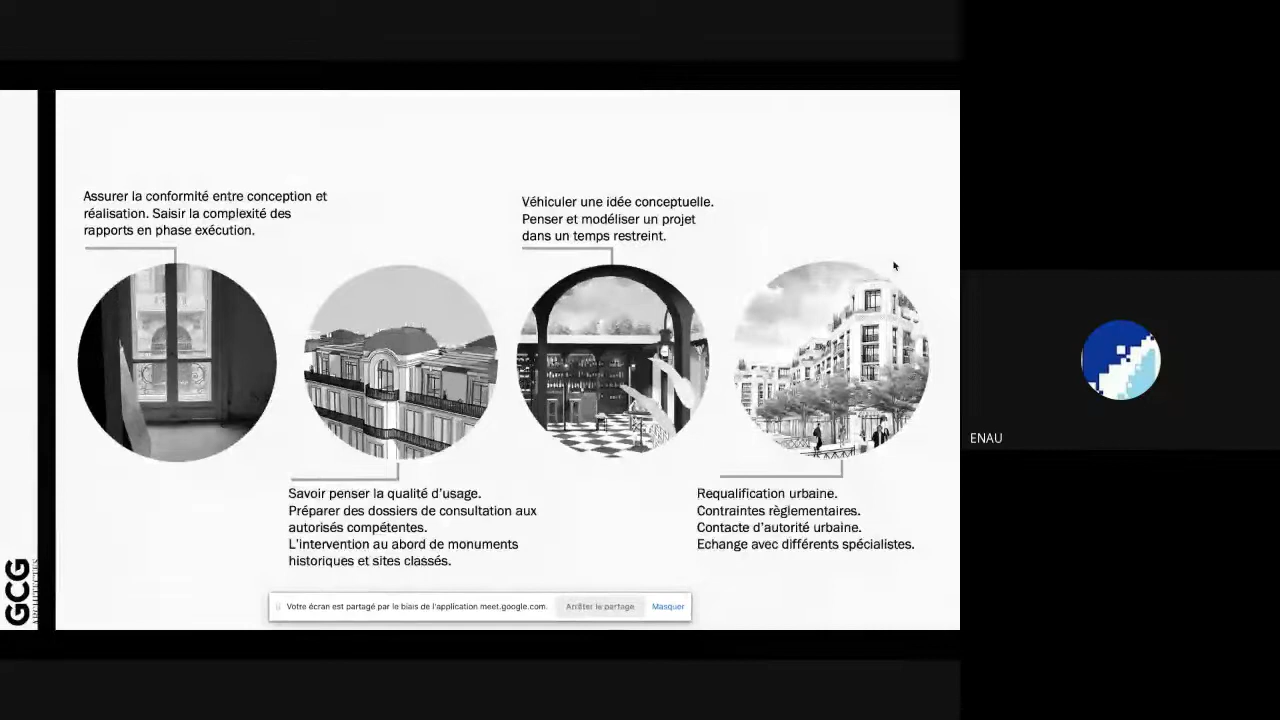 Assurer la conformité entre conception et
réalisation. Saisir la complexité des
rapports en phase exécution.
Véhiculer une idée conceptuelle.
Penser et modéliser un projet
dans un temps restreint.
Savoir penser la qualité d'usage.
Préparer des dossiers de consultation aux
autorisés compétentes.
L'intervention au abord de monuments
historiques et sites classés.
Requalification urbaine.
Contraintes règlementaires.
Contacte d'autorité urbaine.
Echange avec différents spécialistes.
GCG
ARCHITECTES
Votre écran est partagé par le biais de l'application meet.google.com.
Arrêter le partage
Masquer
ENAU